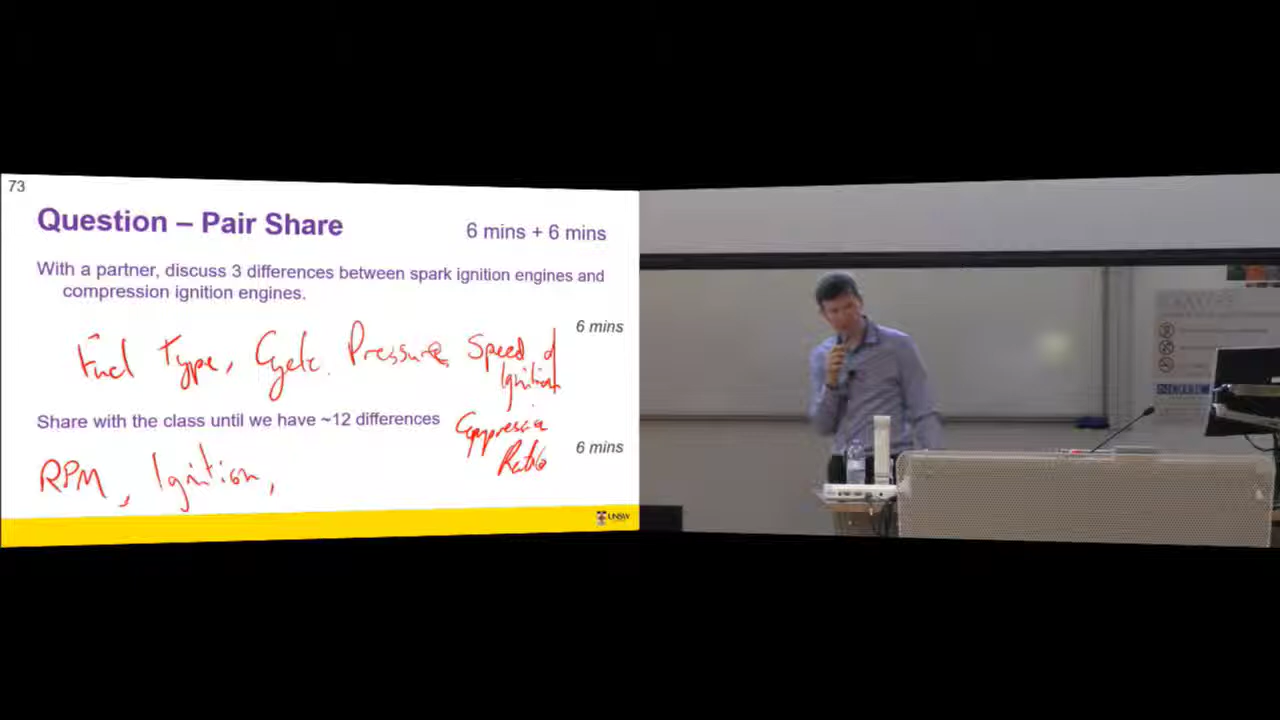 73
Question – Pair Share
6 mins + 6 mins
With a partner, discuss 3 differences between spark ignition engines and
compression ignition engines.
6 mins
Fuel Type, Cycle. Pressure, Speed of
Ignition
Share with the class until we have ~12 differences
Compression
Ratio
6 mins
RPM, Ignition,
UNSW